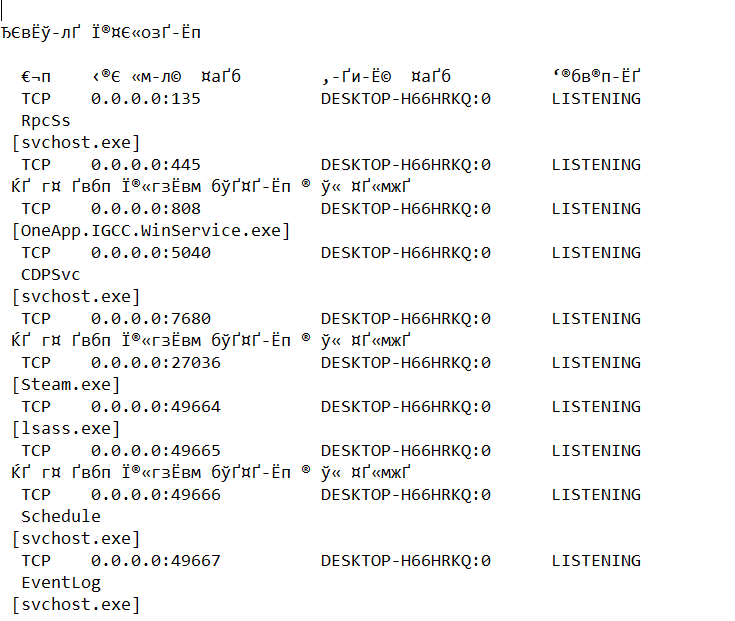 ЂЄвЁў-лҐ Ї®¤Є«озҐ-Ёп
€¬п ‹®Є «м-л© ¤аҐб ‚-Ґи-Ё© ¤аҐб ‘®бв®п-ЁҐ
TCP 0.0.0.0:135 DESKTOP-H66HRKQ:0 LISTENING
RpcSs
[svchost.exe]
TCP 0.0.0.0:445 DESKTOP-H66HRKQ:0 LISTENING
ЌҐ г¤ Ґвбп Ї®«гзЁвм бўҐ¤Ґ-Ёп ® ў« ¤Ґ«мжҐ
TCP 0.0.0.0:808 DESKTOP-H66HRKQ:0 LISTENING
[OneApp.IGCC.WinService.exe]
TCP 0.0.0.0:5040 DESKTOP-H66HRKQ:0 LISTENING
CDPSvc
[svchost.exe]
TCP 0.0.0.0:7680 DESKTOP-H66HRKQ:0 LISTENING
ЌҐ г¤ Ґвбп Ї®«гзЁвм бўҐ¤Ґ-Ёп ® ў« ¤Ґ«мжҐ
TCP 0.0.0.0:27036 DESKTOP-H66HRKQ:0 LISTENING
[Steam.exe]
TCP 0.0.0.0:49664 DESKTOP-H66HRKQ:0 LISTENING
[lsass.exe]
TCP 0.0.0.0:49665 DESKTOP-H66HRKQ:0 LISTENING
ЌҐ г¤ Ґвбп Ї®«гзЁвм бўҐ¤Ґ-Ёп ® ў« ¤Ґ«мжҐ
TCP 0.0.0.0:49666 DESKTOP-H66HRKQ:0 LISTENING
Schedule
[svchost.exe]
TCP 0.0.0.0:49667 DESKTOP-H66HRKQ:0 LISTENING
EventLog
[svchost.exe]